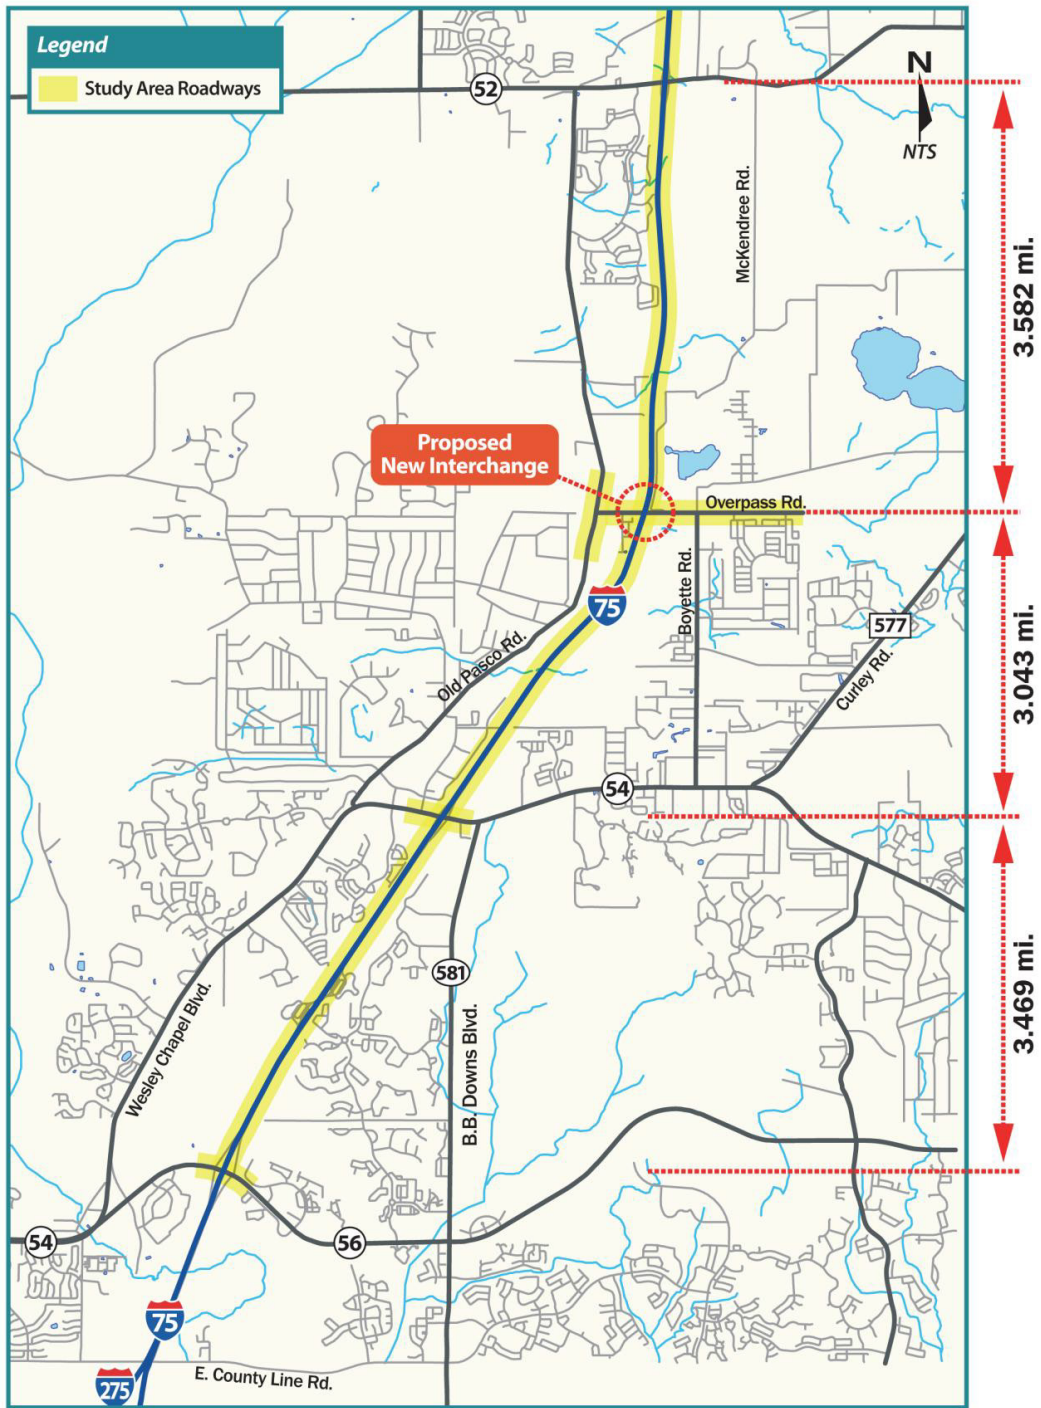 Legend
Study Area Roadways
N
NTS
52
McKendree Rd.
3.582 mi.
Proposed
New Interchange
Overpass Rd.
75
Boyette Rd.
577
Curley Rd.
3.043 mi.
Old Pasco Rd.
54
581
Wesley Chapel Blvd.
B.B. Downs Blvd.
3.469 mi.
54
56
75
275
E. County Line Rd.